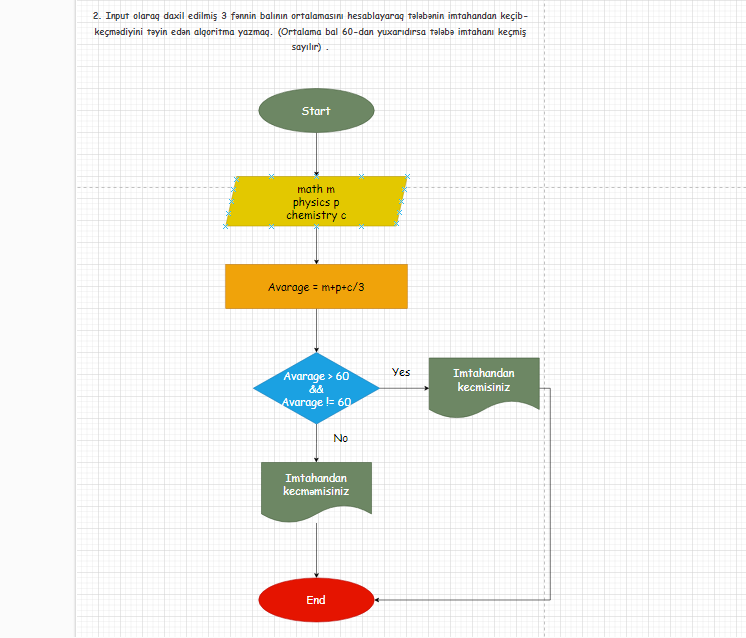 2. Input olaraq daxil edilmiş 3 fənnin balının ortalamasını hesablayaraq tələbənin imtahandan keçib-
keçmədiyini təyin edən alqoritma yazmaq. (Ortalama bal 60-dan yuxarıdırsa tələbə imtahanı keçmiş
sayılır) .
Start
math m
physics p
chemistry c
Avarage = m+p+c/3
Avarage > 60
&&
Avarage != 60
Yes
Imtahandan
kecmisiniz
No
Imtahandan
kecməmisiniz
End